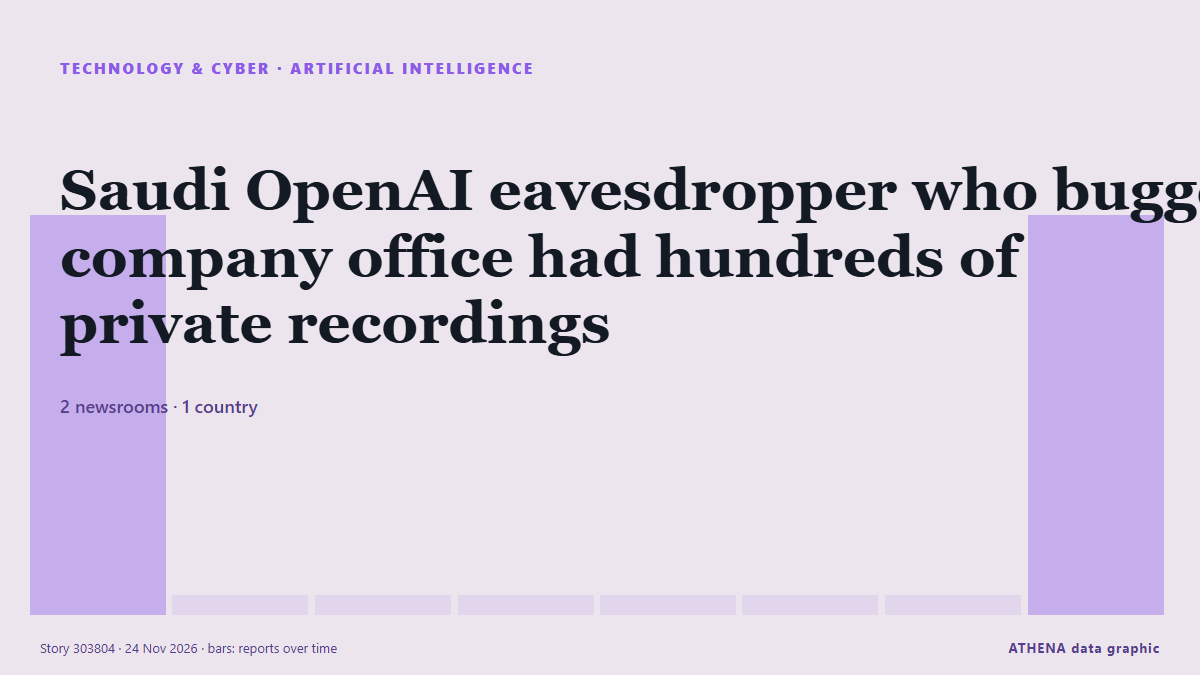 TECHNOLOGY & CYBER · ARTIFICIAL INTELLIGENCE
Saudi OpenAI eavesdropper who
company office had hundreds of
private recordings
2 newsrooms · 1 country
Story 303804 · 24 Nov 2026 · bars: reports over time
ATHENA data graphic